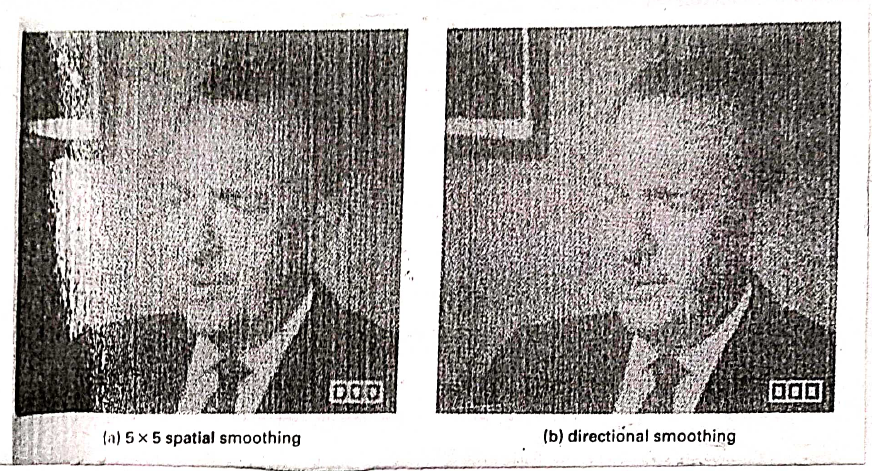 (a) 5 × 5 spatial smoothing
(b) directional smoothing